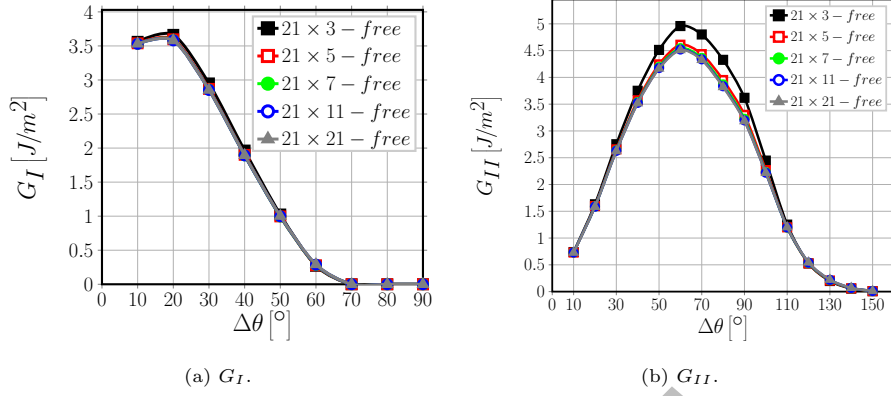 4
3.5
3
2.5
2
1.5
1
0.5
0
10 20 30 40 50 60 70 80 90
G_I [J/m^2]
Δθ [°]
21 × 3 − free
21 × 5 − free
21 × 7 − free
21 × 11 − free
21 × 21 − free
(a) G_I.
5
4.5
4
3.5
3
2.5
2
1.5
1
0.5
0
10 30 50 70 90 110 130 150
G_{II} [J/m^2]
Δθ [°]
21 × 3 − free
21 × 5 − free
21 × 7 − free
21 × 11 − free
21 × 21 − free
(b) G_{II}.